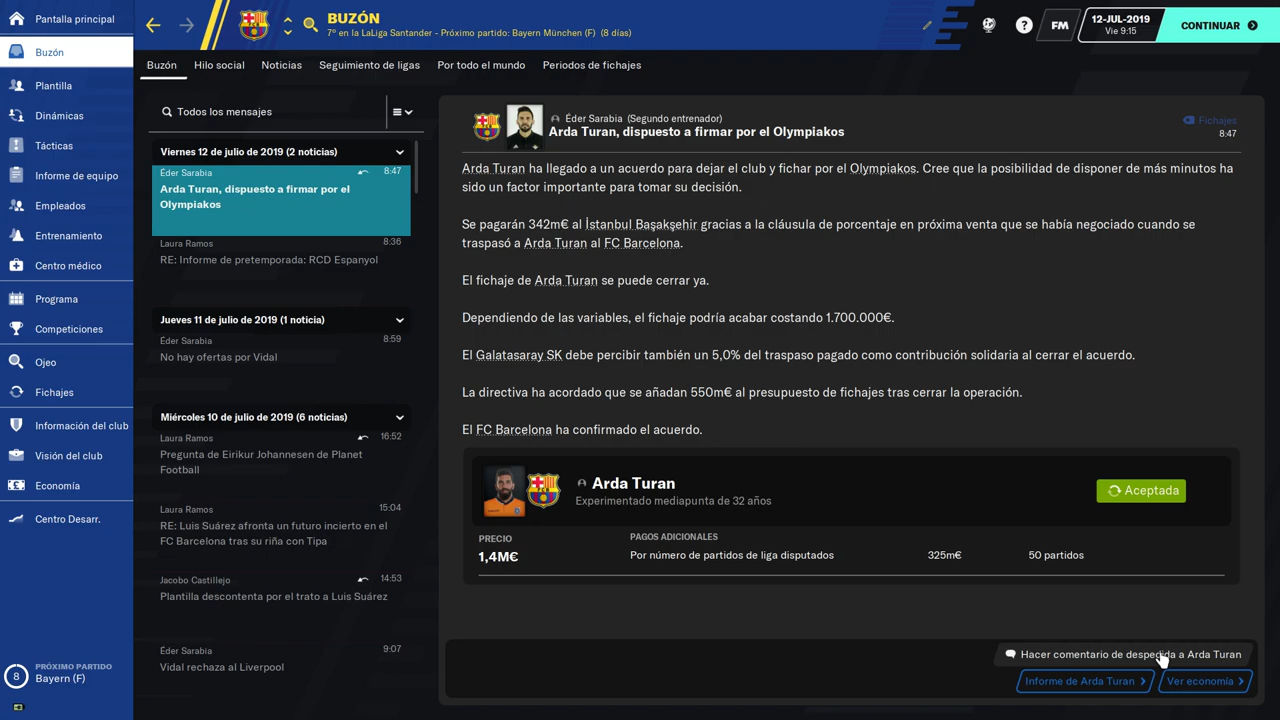 Pantalla principal
Buzón
Plantilla
Dinámicas
Tácticas
Informe de equipo
Empleados
Entrenamiento
Centro médico
Programa
Competiciones
Ojeo
Fichajes
Información del club
Visión del club
Economía
Centro Desarr.
8
PRÓXIMO PARTIDO
Bayern (F)
BUZÓN
7º en la LaLiga Santander - Próximo partido: Bayern München (F) (8 días)
?
FM
12-JUL-2019
Vie 9:15
CONTINUAR
Buzón
Hilo social
Noticias
Seguimiento de ligas
Por todo el mundo
Periodos de fichajes
Todos los mensajes
Viernes 12 de julio de 2019 (2 noticias)
Éder Sarabia 8:47
Arda Turan, dispuesto a firmar por el
Olympiakos
Laura Ramos 8:36
RE: Informe de pretemporada: RCD Espanyol
Jueves 11 de julio de 2019 (1 noticia)
Éder Sarabia 8:59
No hay ofertas por Vidal
Miércoles 10 de julio de 2019 (6 noticias)
Laura Ramos 16:52
Pregunta de Eirikur Johannesen de Planet
Football
Laura Ramos 15:04
RE: Luis Suárez afronta un futuro incierto en el
FC Barcelona tras su riña con Tipa
Jacobo Castillejo 14:53
Plantilla descontenta por el trato a Luis Suárez
Éder Sarabia 9:07
Vidal rechaza al Liverpool
Éder Sarabia (Segundo entrenador)
Arda Turan, dispuesto a firmar por el Olympiakos
Fichajes
8:47
Arda Turan ha llegado a un acuerdo para dejar el club y fichar por el Olympiakos. Cree que la posibilidad de disponer de más minutos ha
sido un factor importante para tomar su decisión.
Se pagarán 342m€ al İstanbul Başakşehir gracias a la cláusula de porcentaje en próxima venta que se había negociado cuando se
traspasó a Arda Turan al FC Barcelona.
El fichaje de Arda Turan se puede cerrar ya.
Dependiendo de las variables, el fichaje podría acabar costando 1.700.000€.
El Galatasaray SK debe percibir también un 5,0% del traspaso pagado como contribución solidaria al cerrar el acuerdo.
La directiva ha acordado que se añadan 550m€ al presupuesto de fichajes tras cerrar la operación.
El FC Barcelona ha confirmado el acuerdo.
Arda Turan
Experimentado mediapunta de 32 años
Aceptada
PRECIO
1,4M€
PAGOS ADICIONALES
Por número de partidos de liga disputados 325m€ 50 partidos
Hacer comentario de despedida a Arda Turan
Informe de Arda Turan
Ver economía